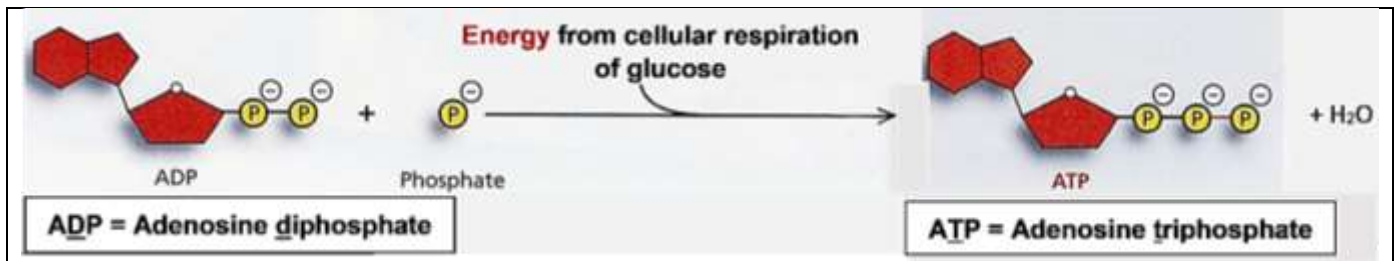 Energy from cellular respiration
of glucose
P P + P P P P + H₂O
ADP
Phosphate
ATP
ADP = Adenosine diphosphate
ATP = Adenosine triphosphate